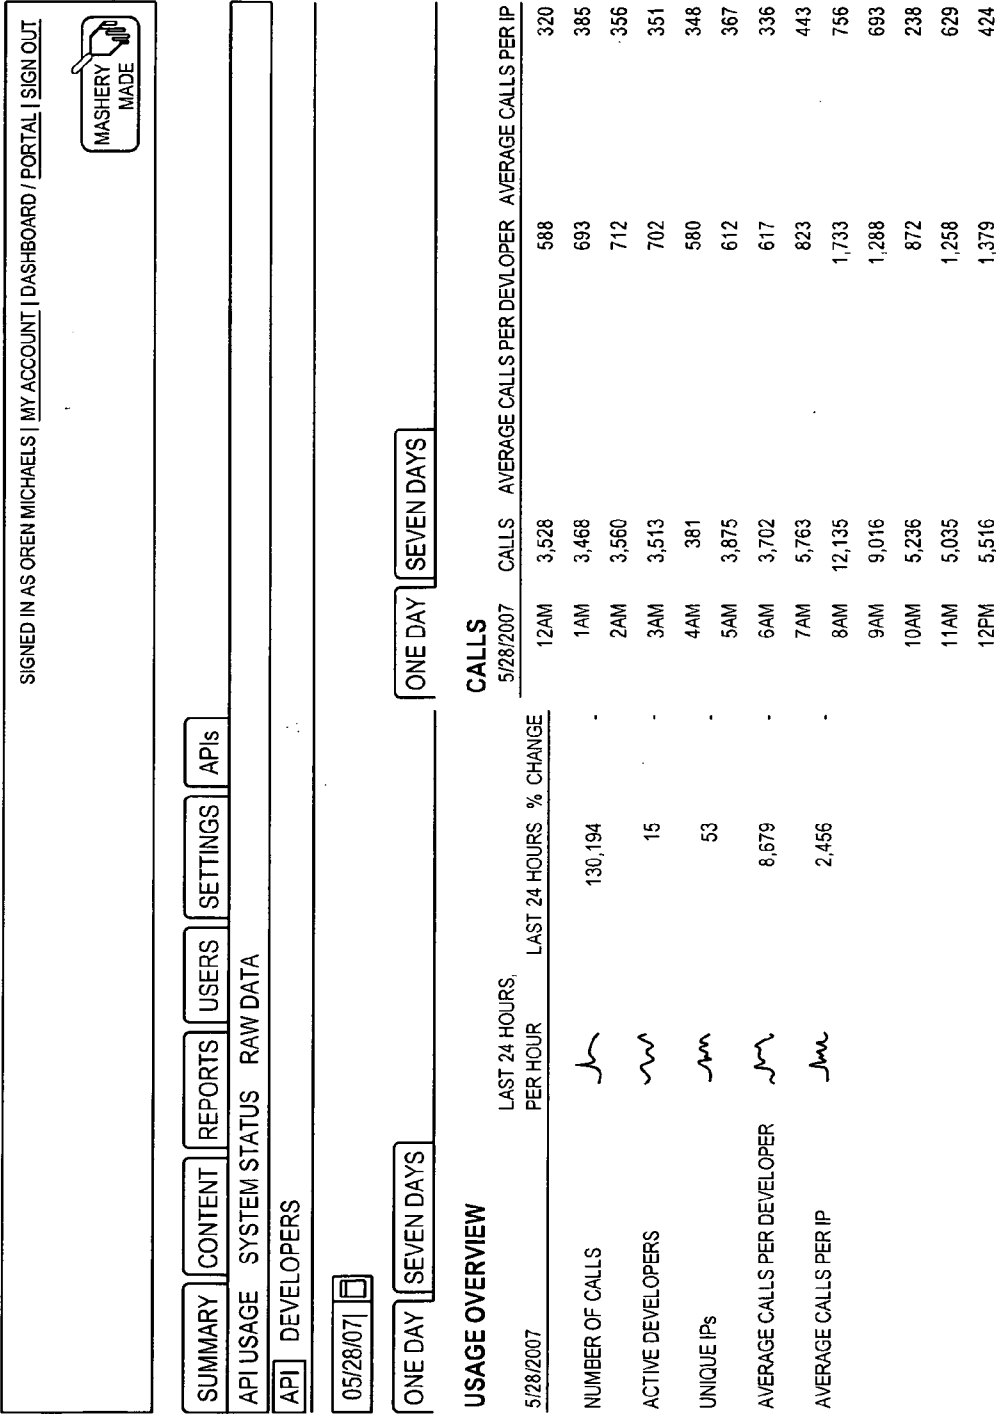 SIGNED IN AS OREN MICHAELS | MY ACCOUNT | DASHBOARD / PORTAL | SIGN OUT
MASHERY
MADE
SUMMARY CONTENT REPORTS USERS SETTINGS APIs
API USAGE SYSTEM STATUS RAW DATA
API DEVELOPERS
05/28/07
ONE DAY SEVEN DAYS
USAGE OVERVIEW
LAST 24 HOURS,
5/28/2007 PER HOUR LAST 24 HOURS % CHANGE
NUMBER OF CALLS 130,194 -
ACTIVE DEVELOPERS 15 -
UNIQUE IPs 53 -
AVERAGE CALLS PER DEVELOPER 8,679 -
AVERAGE CALLS PER IP 2,456 -
ONE DAY SEVEN DAYS
CALLS
5/28/2007 CALLS AVERAGE CALLS PER DEVLOPER AVERAGE CALLS PER IP
12AM 3,528 588 320
1AM 3,468 693 385
2AM 3,560 712 356
3AM 3,513 702 351
4AM 381 580 348
5AM 3,875 612 367
6AM 3,702 617 336
7AM 5,763 823 443
8AM 12,135 1,733 756
9AM 9,016 1,288 693
10AM 5,236 872 238
11AM 5,035 1,258 629
12PM 5,516 1,379 424